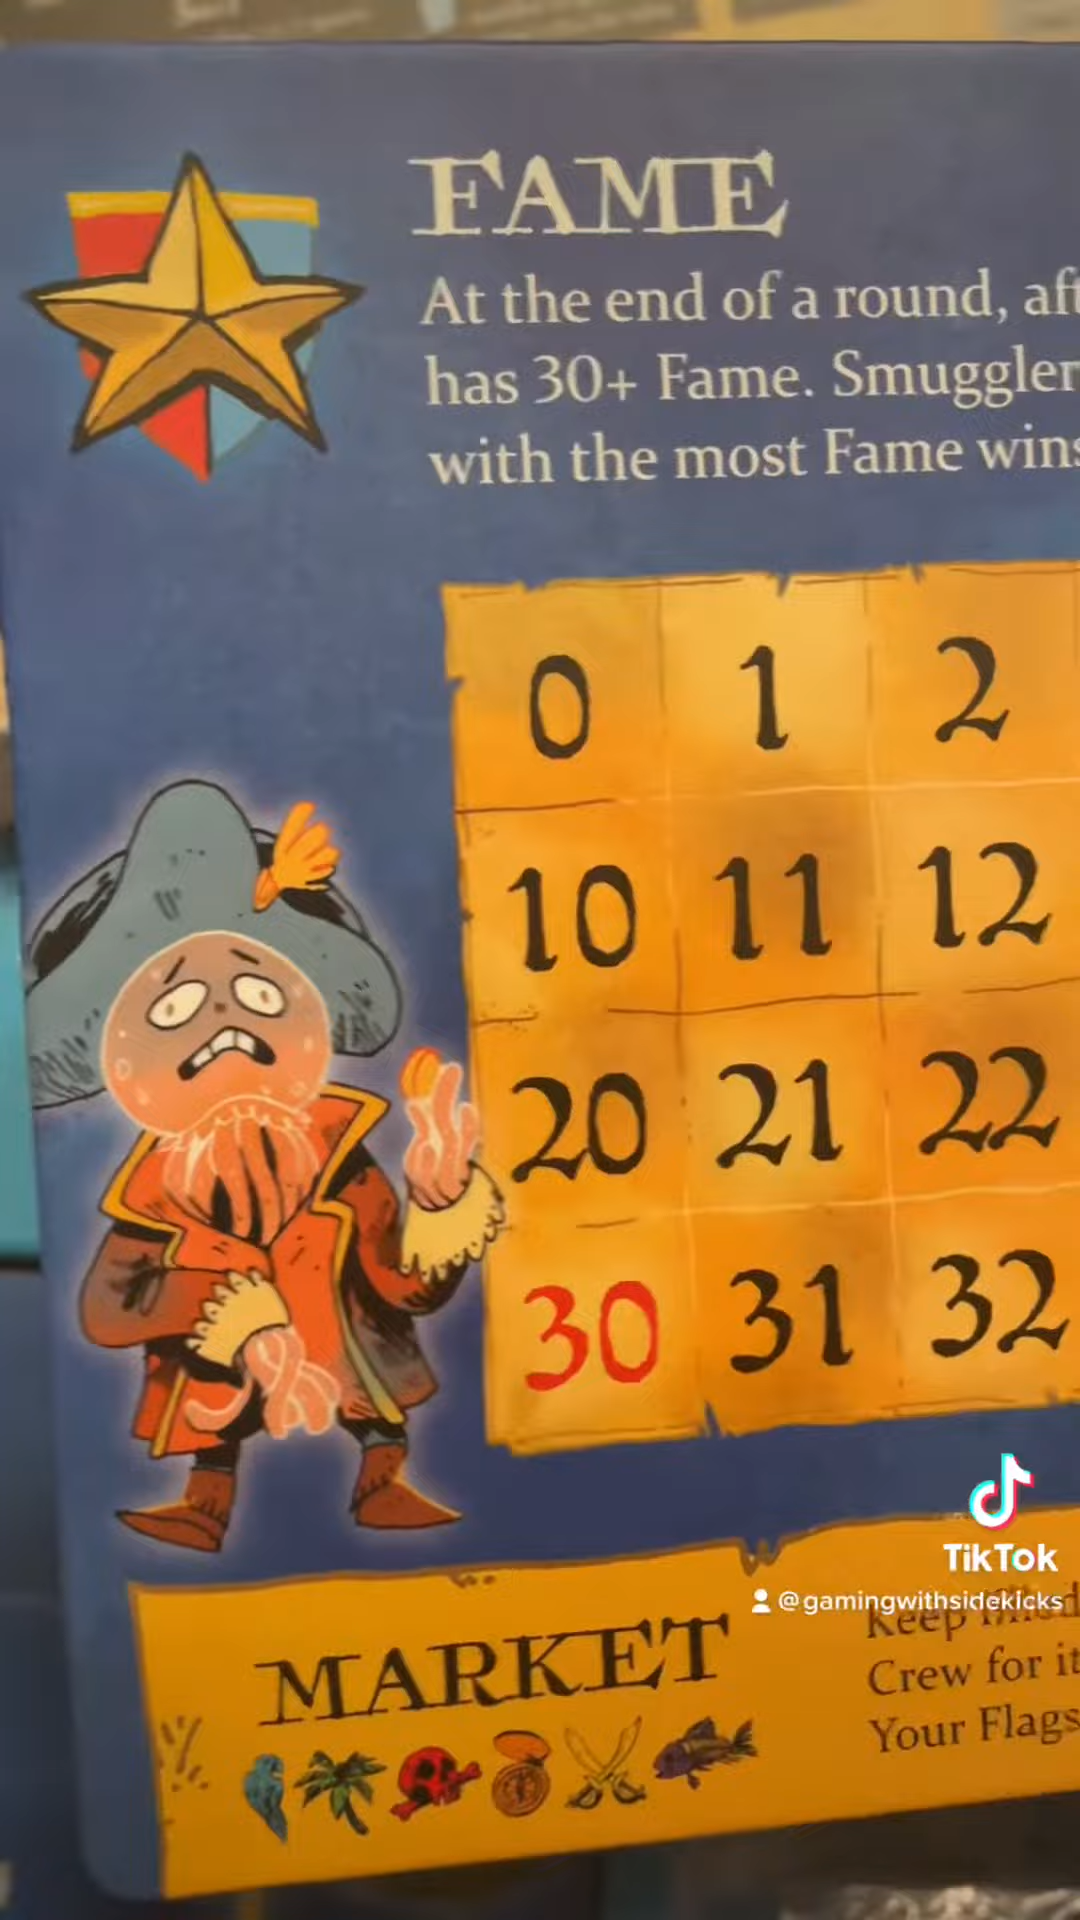 FAME
At the end of a round, aft
has 30+ Fame. Smuggler
with the most Fame wins
0 1 2
10 11 12
20 21 22
30 31 32
TikTok
@gamingwithsidekicks
MARKET
Keep
Crew for it
Your Flags